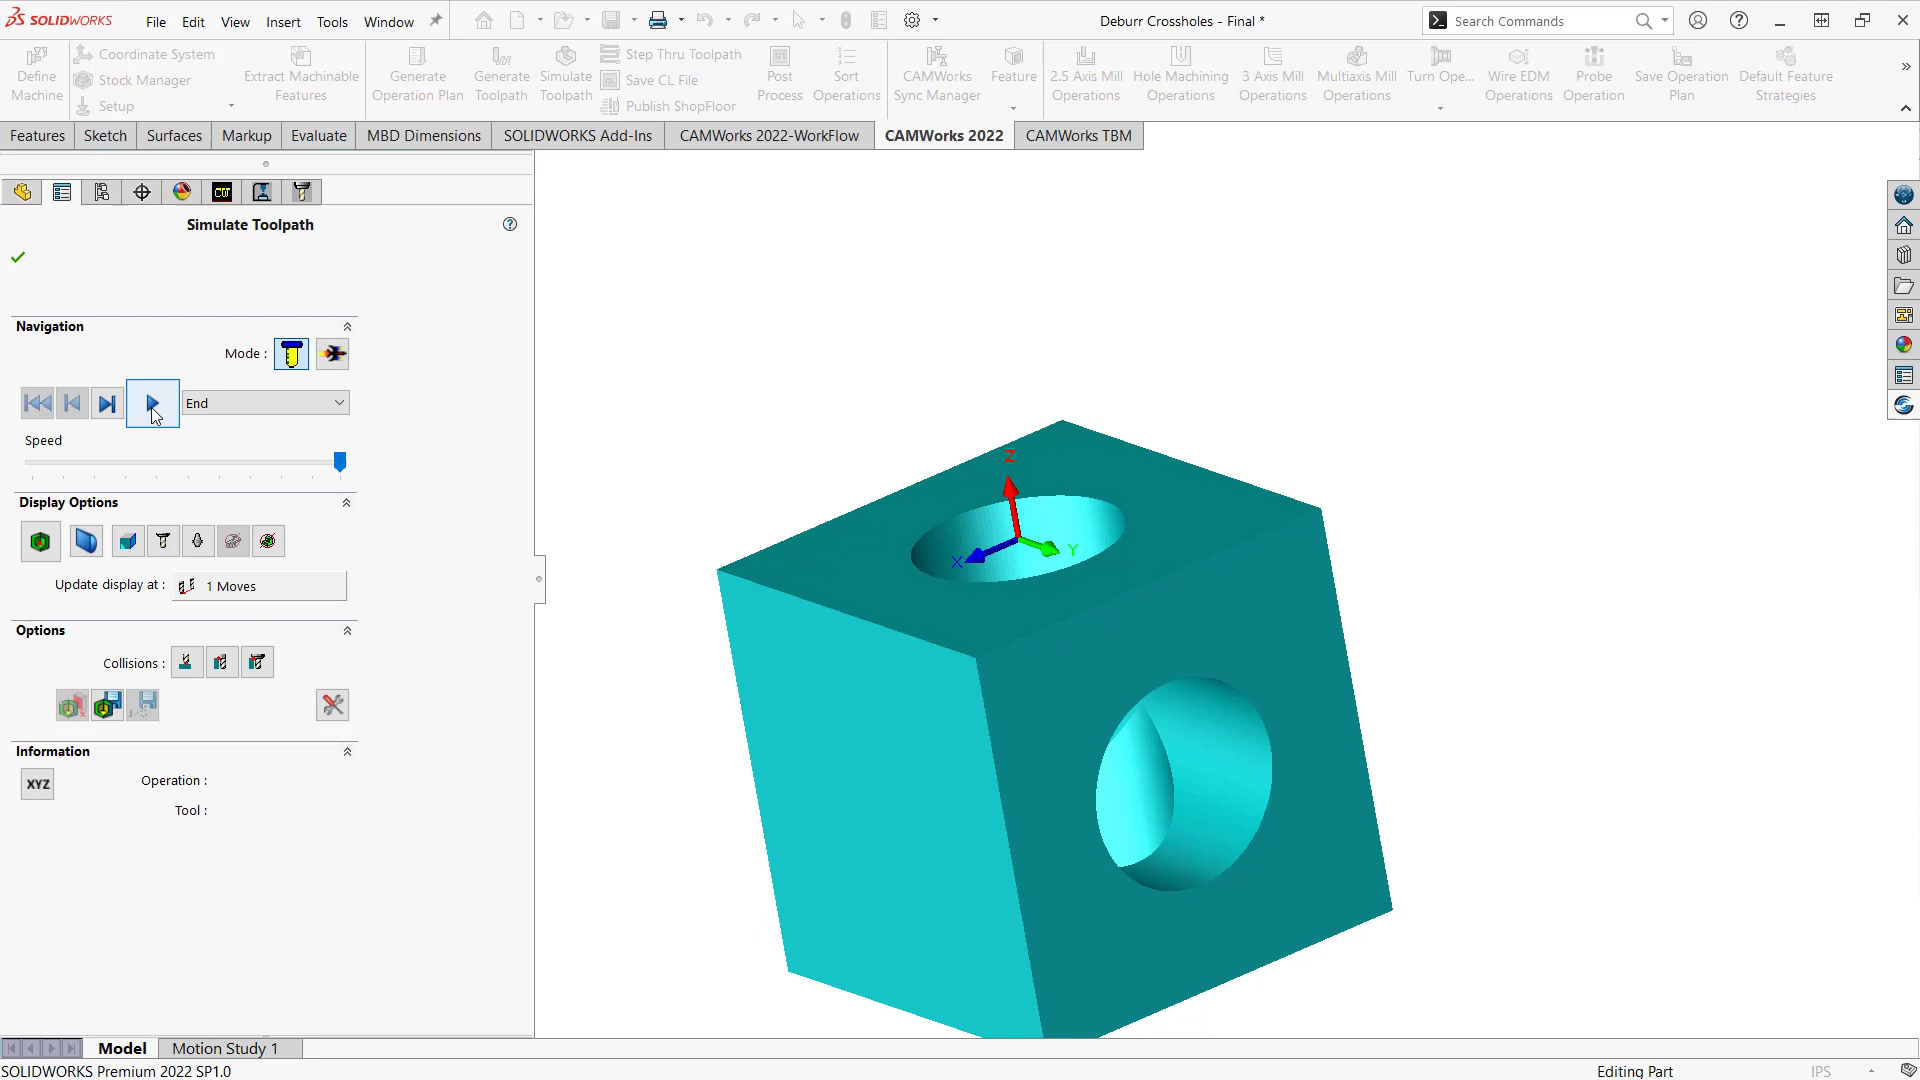 SOLIDWORKS File Edit View Insert Tools Window Deburr Crossholes - Final * Search Commands
Define Machine
Coordinate System
Stock Manager
Setup
Extract Machinable Features
Generate Operation Plan
Generate Toolpath
Simulate Toolpath
Step Thru Toolpath
Save CL File
Publish ShopFloor
Post Process
Sort Operations
CAMWorks Sync Manager
Feature
2.5 Axis Mill Operations
Hole Machining Operations
3 Axis Mill Operations
Multiaxis Mill Operations
Turn Ope...
Wire EDM Operations
Probe Operation
Save Operation Plan
Default Feature Strategies
Features Sketch Surfaces Markup Evaluate MBD Dimensions SOLIDWORKS Add-Ins CAMWorks 2022-WorkFlow CAMWorks 2022 CAMWorks TBM
CW
Simulate Toolpath
Navigation
Mode :
End
Speed
Display Options
Update display at : 1 Moves
Options
Collisions :
Information
XYZ Operation :
Tool :
Z
X Y
Model Motion Study 1
SOLIDWORKS Premium 2022 SP1.0 Editing Part IPS